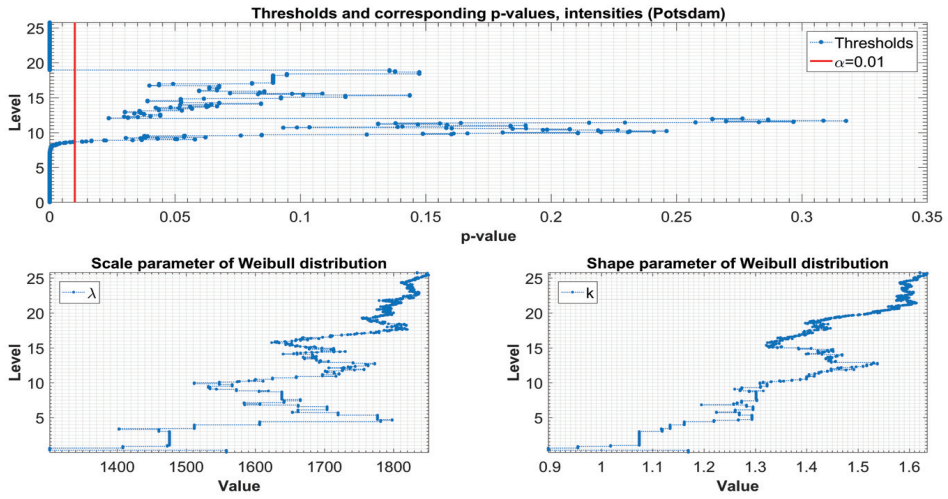 Thresholds and corresponding p-values, intensities (Potsdam)
Level
25
20
15
10
5
0
Thresholds
α=0.01
0 0.05 0.1 0.15 0.2 0.25 0.3 0.35
p-value
Scale parameter of Weibull distribution
Level
25
20
15
10
5
λ
1400 1500 1600 1700 1800
Value
Shape parameter of Weibull distribution
Level
25
20
15
10
5
k
0.9 1 1.1 1.2 1.3 1.4 1.5 1.6
Value